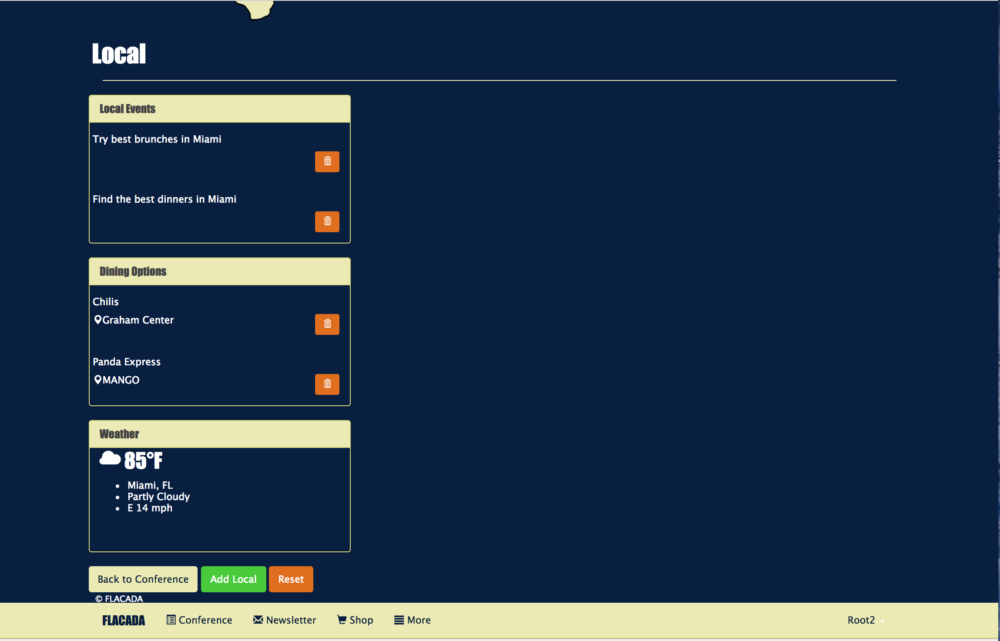 Local
Local Events
Try best brunches in Miami
Find the best dinners in Miami
Dining Options
Chilis
Graham Center
Panda Express
MANGO
Weather
85°F
Miami, FL
Partly Cloudy
E 14 mph
Back to Conference Add Local Reset
© FLACADA
FLACADA Conference Newsletter Shop More Root2